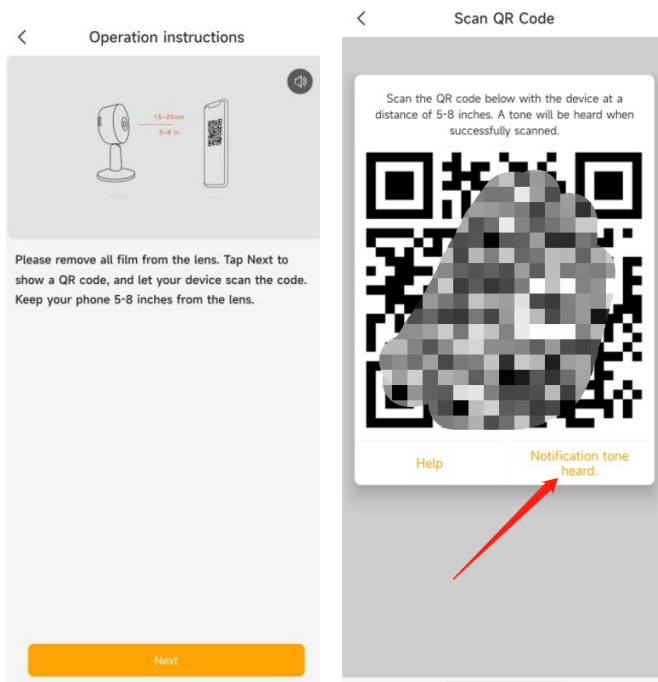 Operation instructions
15-25cm
5-8 in
Please remove all film from the lens. Tap Next to
show a QR code, and let your device scan the code.
Keep your phone 5-8 inches from the lens.
Next
Scan QR Code
Scan the QR code below with the device at a
distance of 5-8 inches. A tone will be heard when
successfully scanned.
Help
Notification tone
heard.